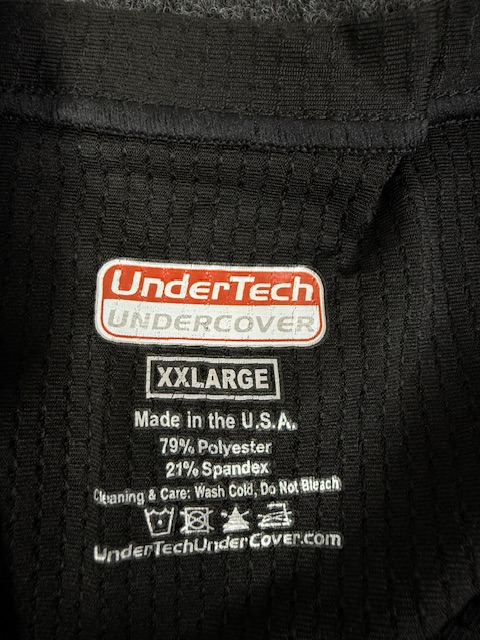 UnderTech
UNDERCOVER
XXLARGE
Made in the U.S.A.
79% Polyester
21% Spandex
Cleaning & Care: Wash Cold, Do Not Bleach
UnderTechUnderCover.com